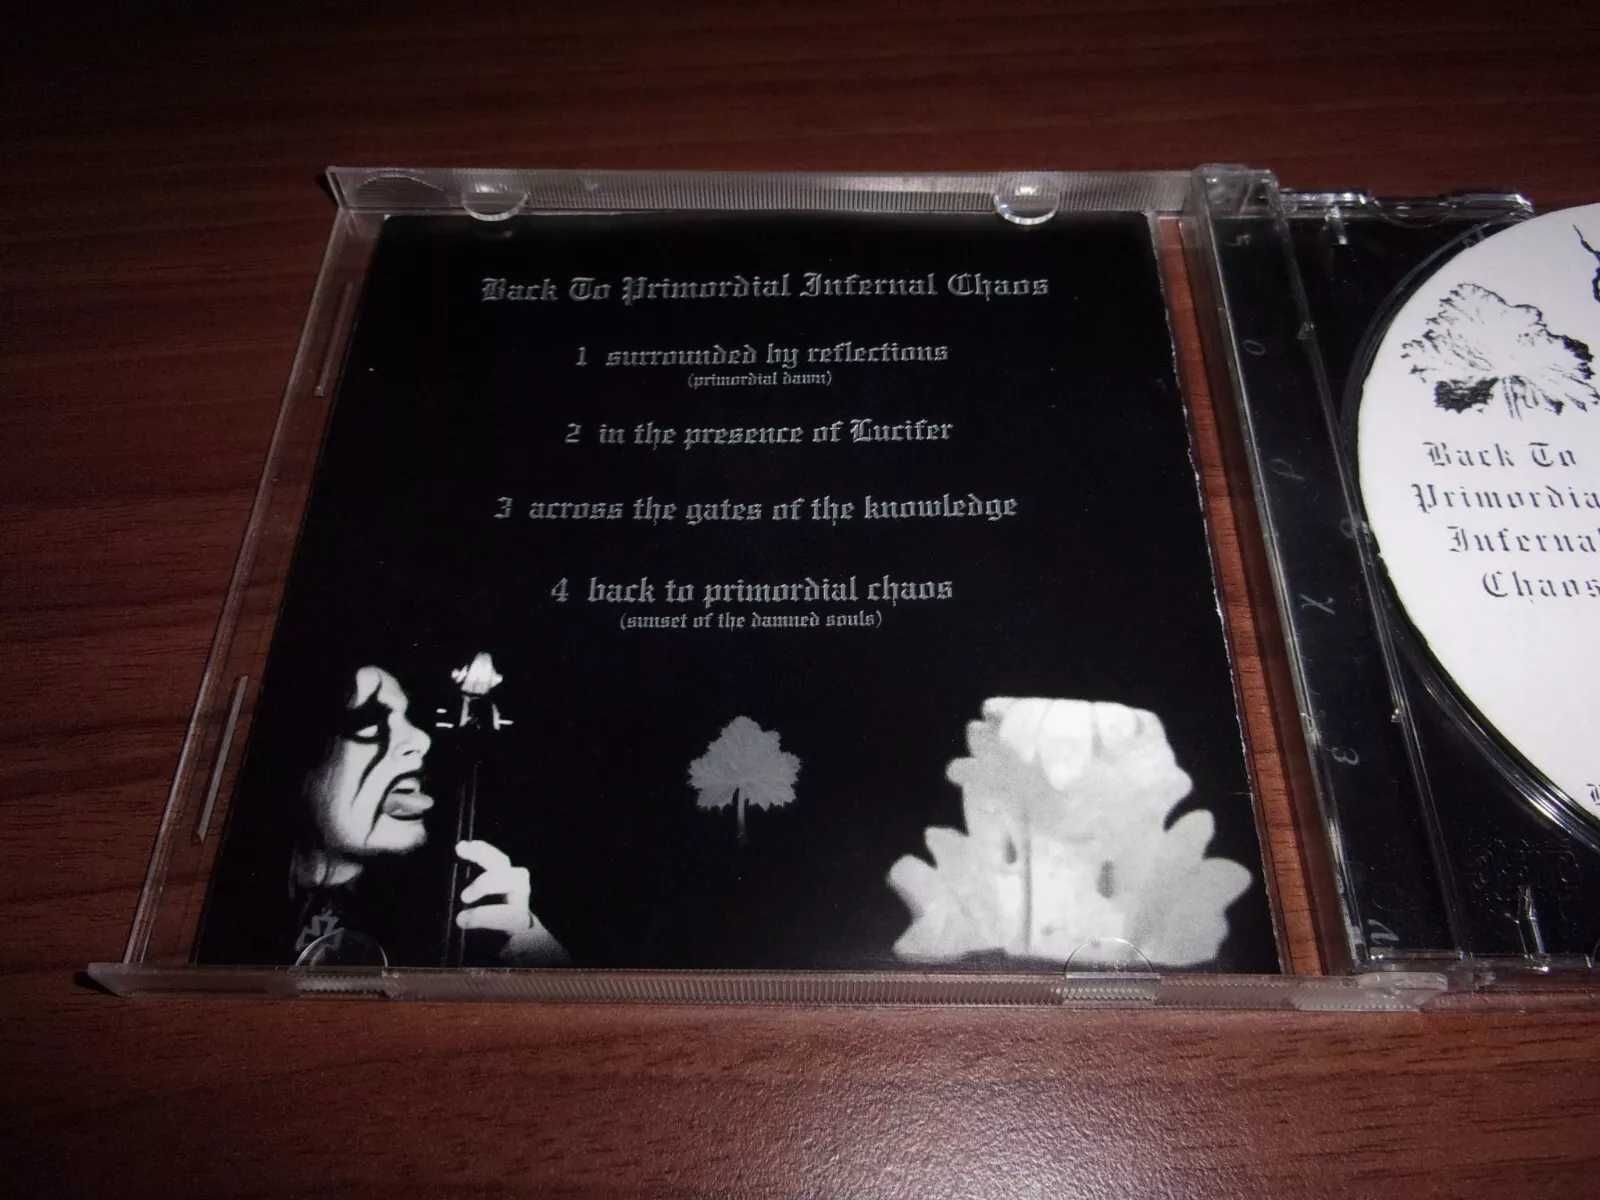 Back To Primordial Infernal Chaos
1 surrounded by reflections
(primordial dawn)
2 in the presence of Lucifer
3 across the gates of the knowledge
4 back to primordial chaos
(sunset of the damned souls)
Back To
Primordia
Infernal
Chaos